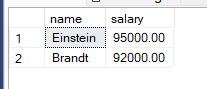 name salary
1 Einstein 95000.00
2 Brandt 92000.00